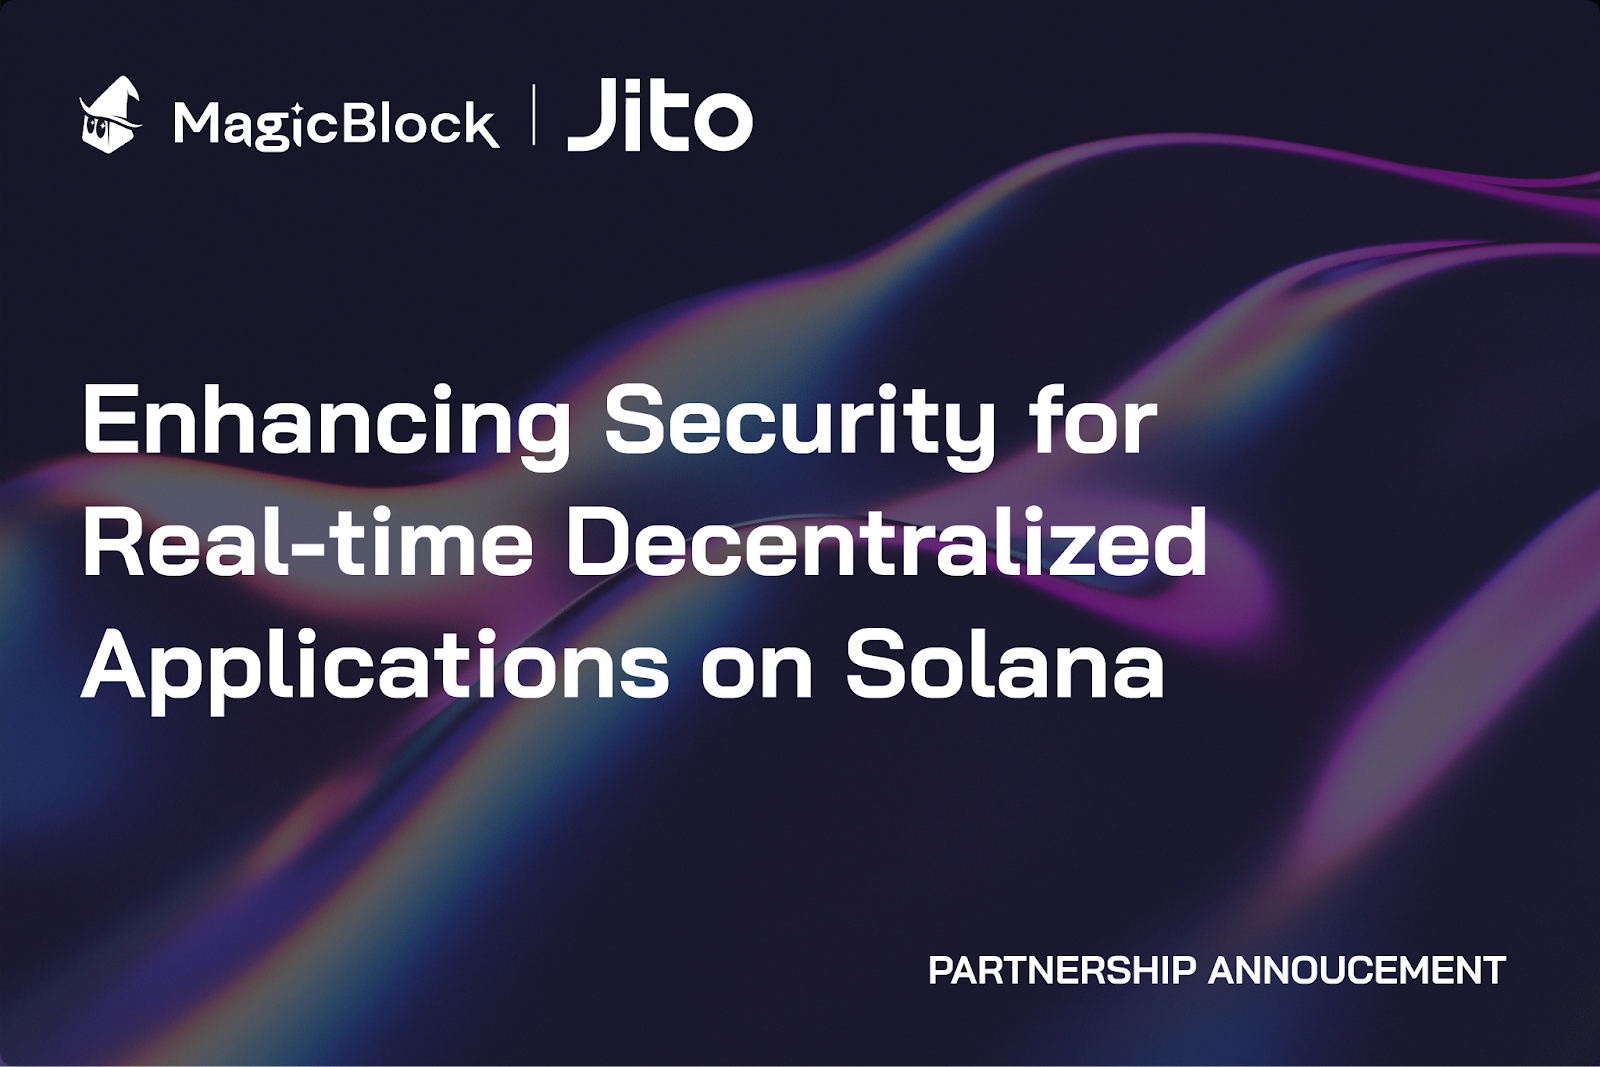 MagicBlock | Jito
Enhancing Security for
Real-time Decentralized
Applications on Solana
PARTNERSHIP ANNOUCEMENT